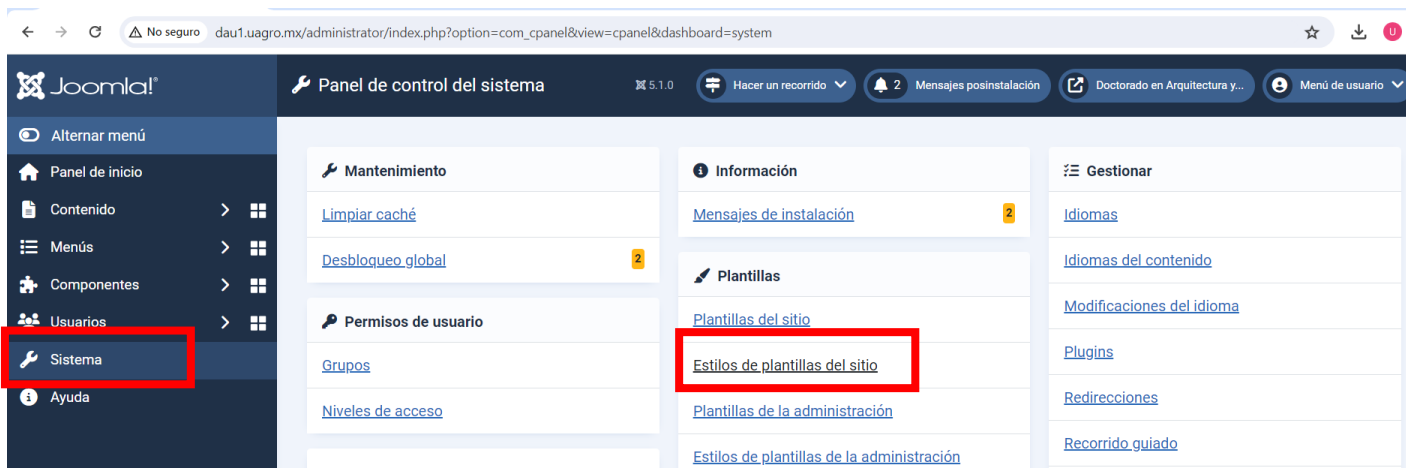 No seguro dau1.uagro.mx/administrator/index.php?option=com_cpanel&view=cpanel&dashboard=system
U
Joomla!®
Panel de control del sistema
5.1.0
Hacer un recorrido
2 Mensajes posinstalación
Doctorado en Arquitectura y...
Menú de usuario
Alternar menú
Panel de inicio
Contenido
Menús
Componentes
Usuarios
Sistema
Ayuda
Mantenimiento
Limpiar caché
Desbloqueo global 2
Permisos de usuario
Grupos
Niveles de acceso
Información
Mensajes de instalación 2
Plantillas
Plantillas del sitio
Estilos de plantillas del sitio
Plantillas de la administración
Estilos de plantillas de la administración
Gestionar
Idiomas
Idiomas del contenido
Modificaciones del idioma
Plugins
Redirecciones
Recorrido guiado